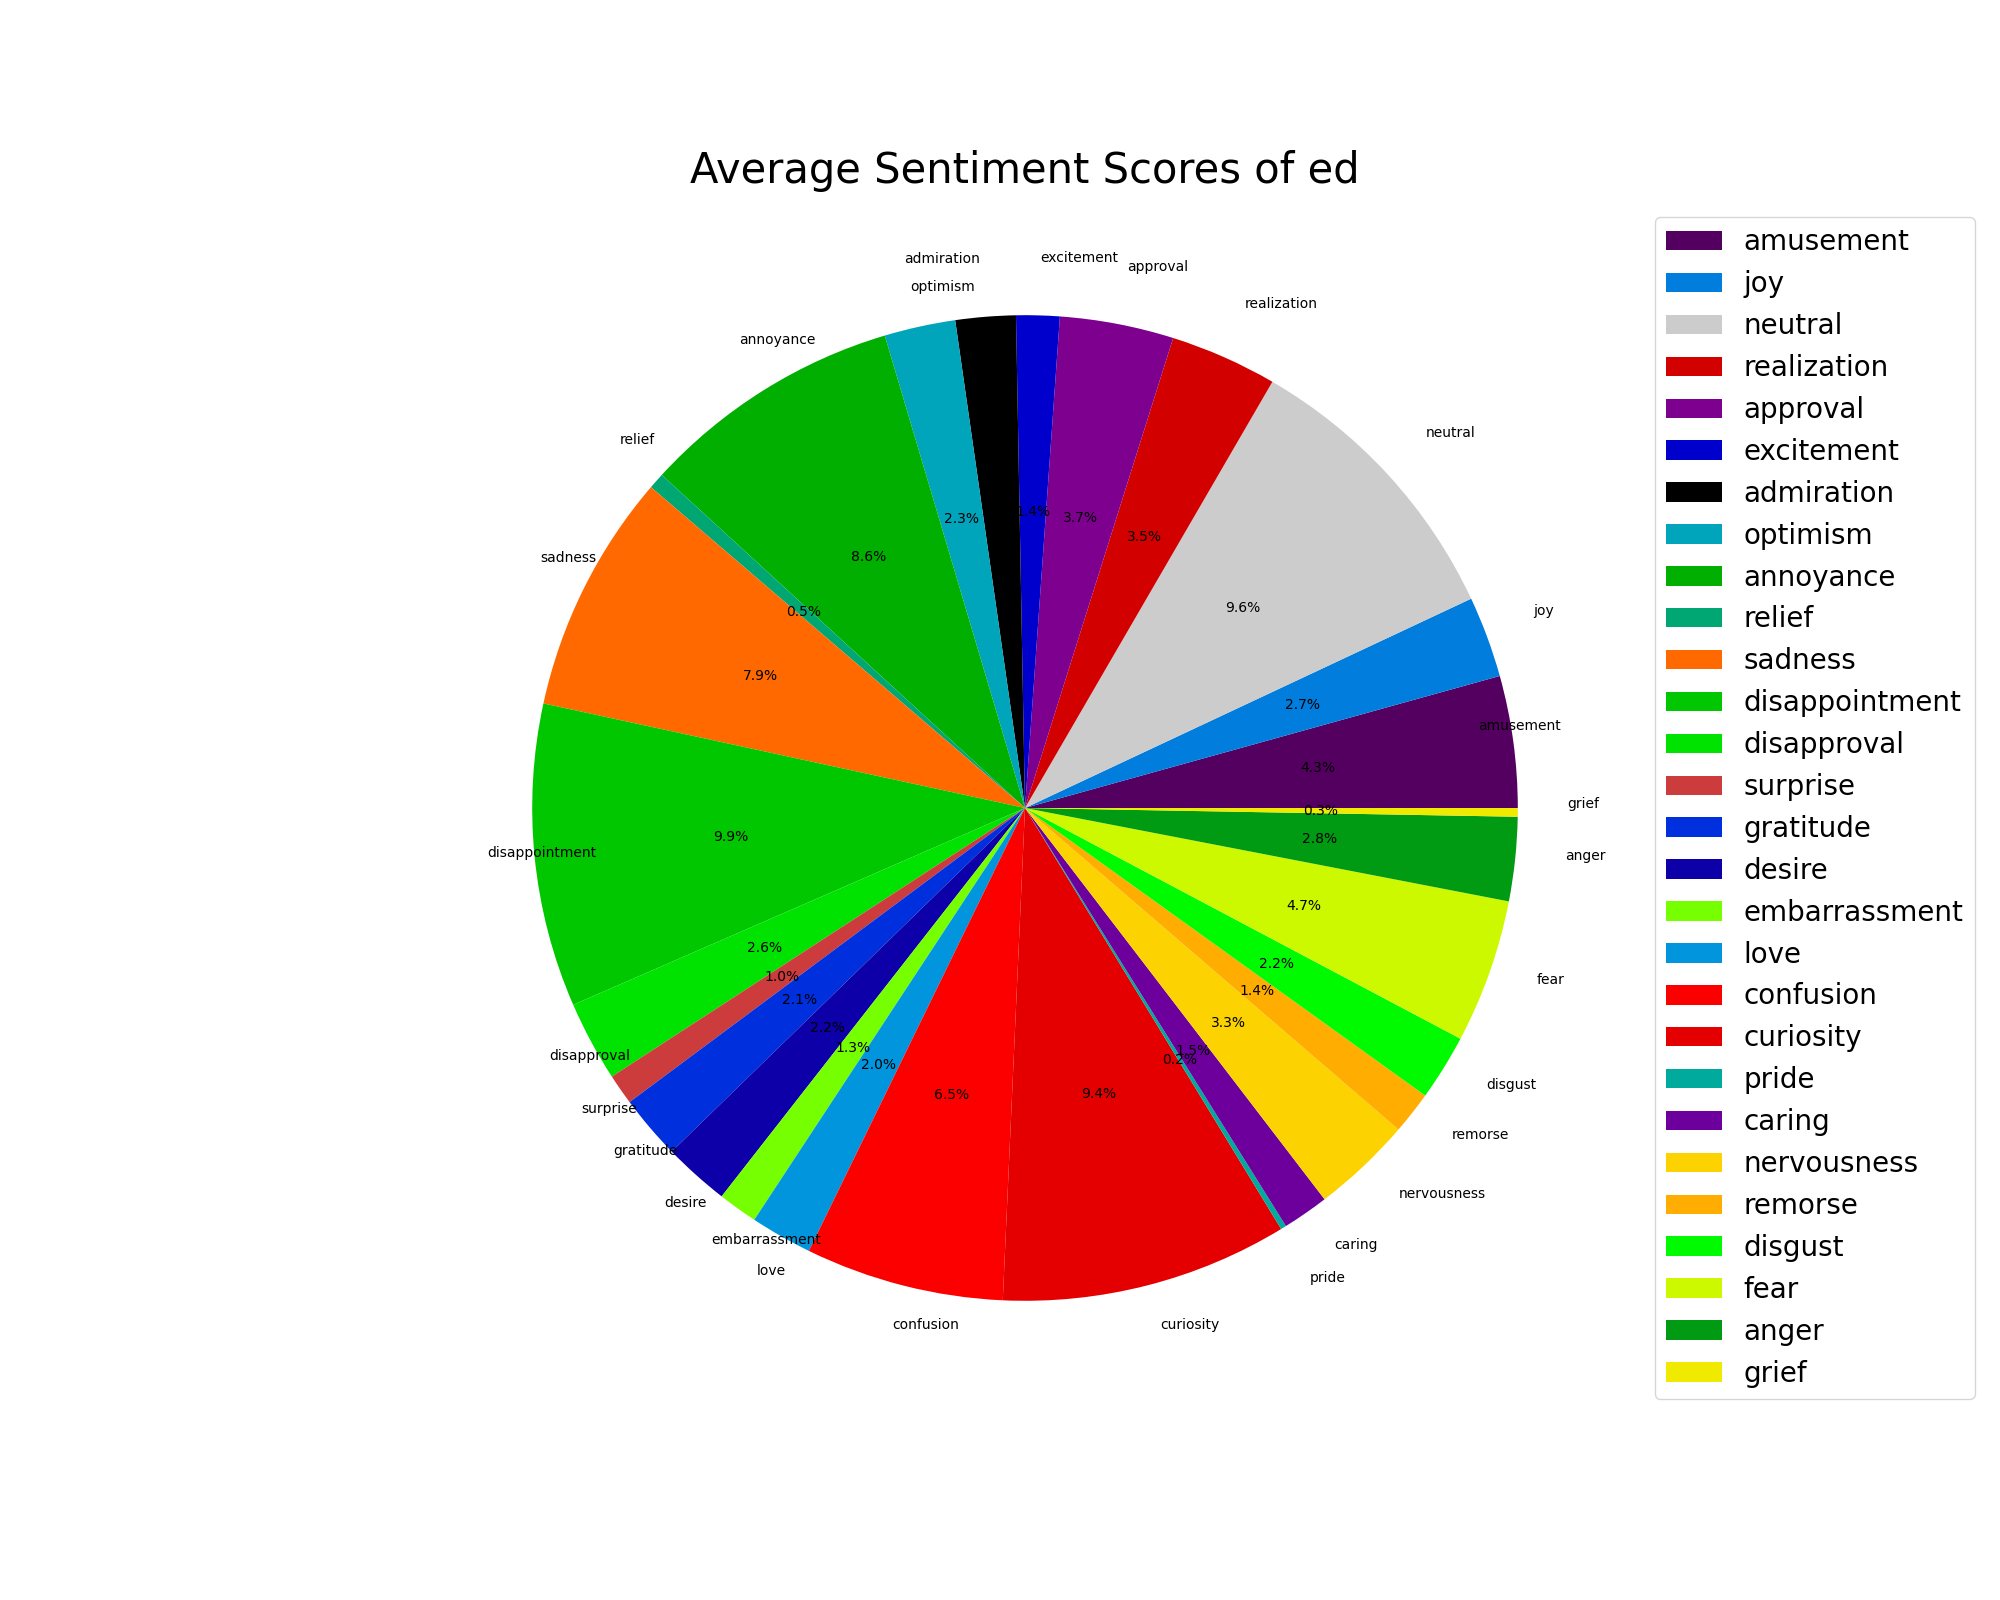 Average Sentiment Scores of ed
admiration
excitement
approval
optimism
realization
annoyance
neutral
relief
sadness
joy
amusement
disappointment
grief
anger
fear
disapproval
disgust
surprise
remorse
gratitude
nervousness
desire
embarrassment
caring
love
pride
confusion
curiosity
1.4%
3.7%
2.3%
3.5%
8.6%
9.6%
0.5%
7.9%
2.7%
4.3%
0.3%
9.9%
2.8%
4.7%
2.6%
2.2%
1.0%
1.4%
2.1%
3.3%
2.2%
1.3%
1.5%
0.2%
2.0%
6.5%
9.4%
amusement
joy
neutral
realization
approval
excitement
admiration
optimism
annoyance
relief
sadness
disappointment
disapproval
surprise
gratitude
desire
embarrassment
love
confusion
curiosity
pride
caring
nervousness
remorse
disgust
fear
anger
grief